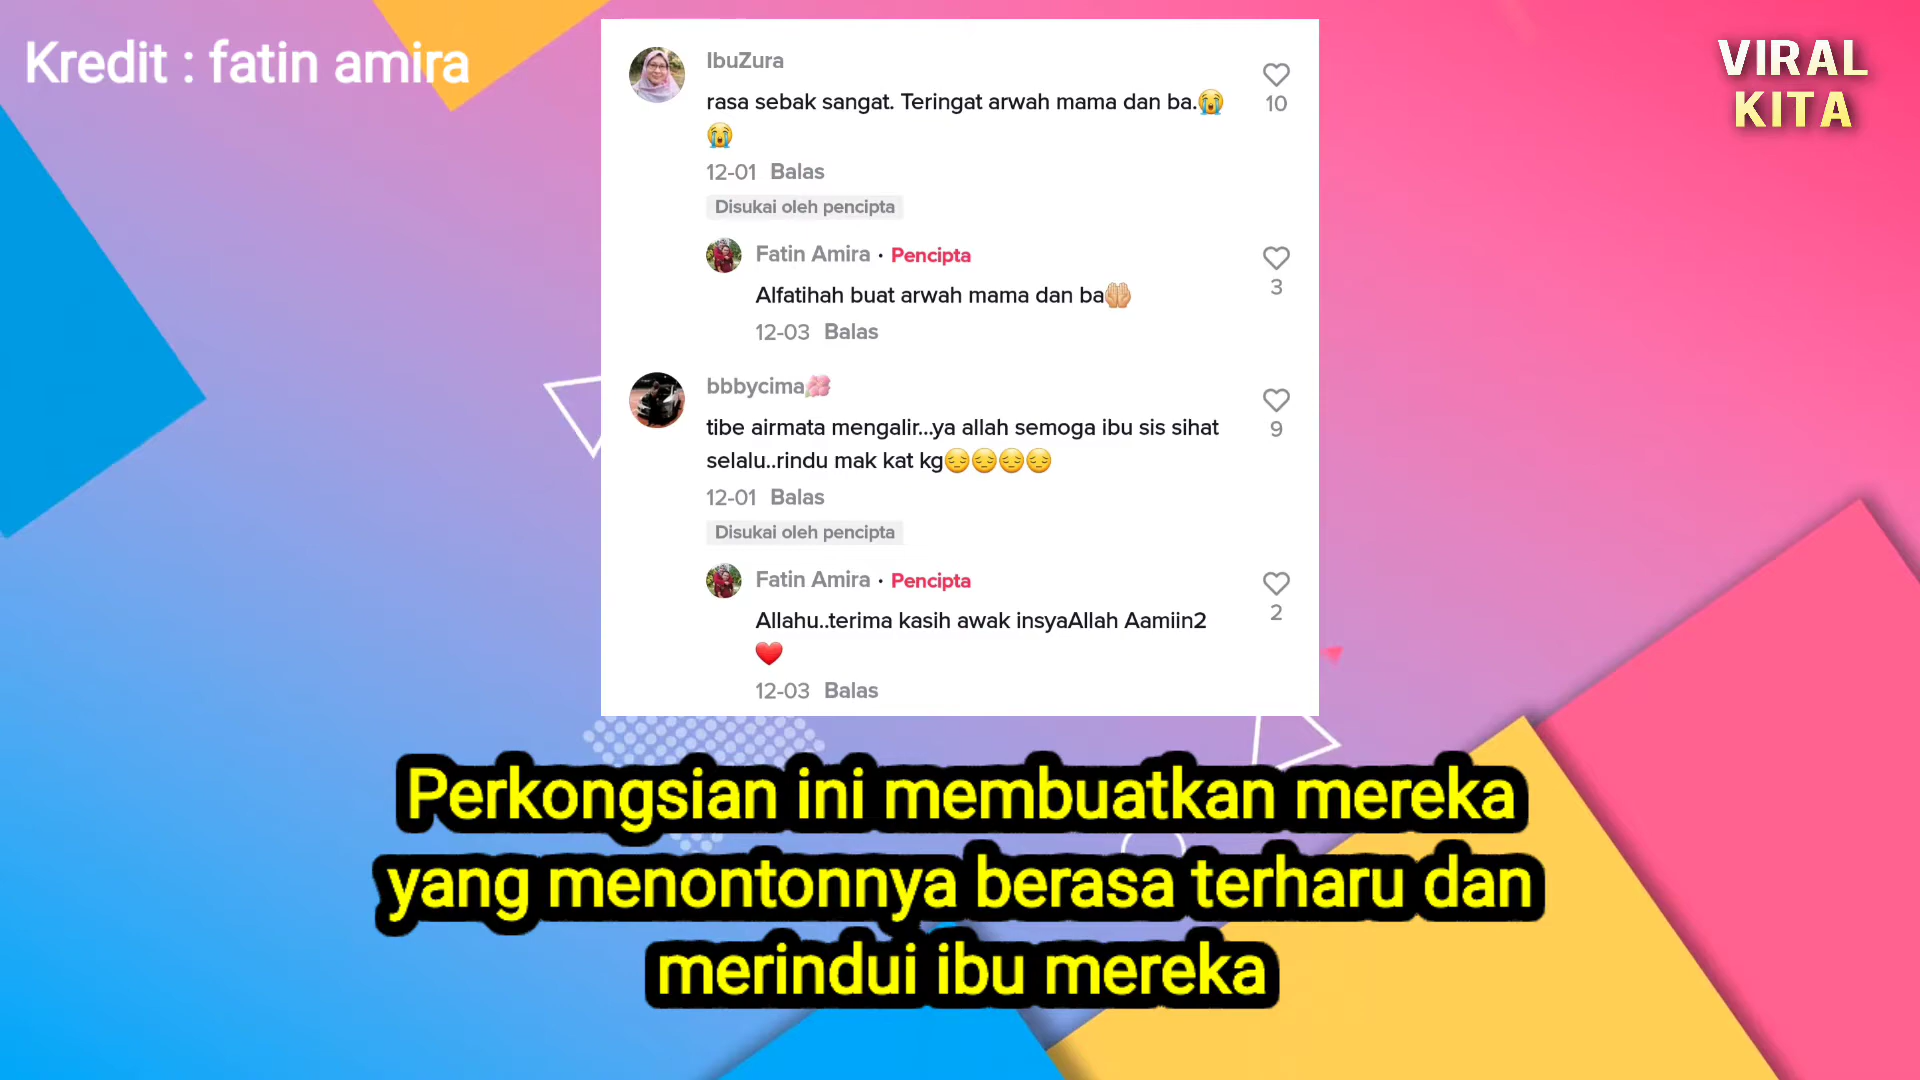 Kredit : fatin amira
VIRAL
KITA
IbuZura
rasa sebak sangat. Teringat arwah mama dan ba.😭
😭
10
12-01 Balas
Disukai oleh pencipta
Fatin Amira · Pencipta
Alfatihah buat arwah mama dan ba🤲🏼
3
12-03 Balas
bbbycima🌸
tibe airmata mengalir...ya allah semoga ibu sis sihat
selalu..rindu mak kat kg😔😔😔😔
9
12-01 Balas
Disukai oleh pencipta
Fatin Amira · Pencipta
Allahu..terima kasih awak insyaAllah Aamiin2
❤️
2
12-03 Balas
Perkongsian ini membuatkan mereka
yang menontonnya berasa terharu dan
merindui ibu mereka